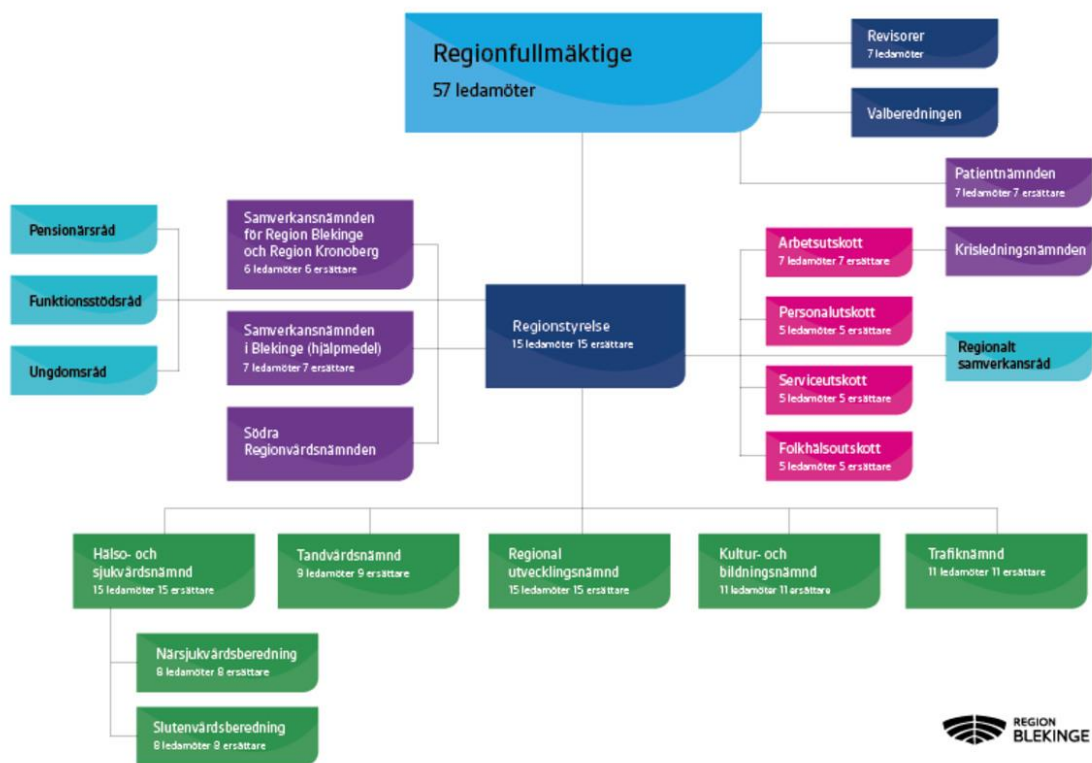 Regionfullmäktige
57 ledamöter
Revisorer
7 ledamöter
Valberedningen
Patientnämnden
7 ledamöter 7 ersättare
Pensionärsråd
Funktionsstödsråd
Ungdomsråd
Samverkansnämnden
för Region Blekinge
och Region Kronoberg
6 ledamöter 6 ersättare
Samverkansnämnden
i Blekinge (hjälpmedel)
7 ledamöter 7 ersättare
Södra
Regionvårdsnämnden
Regionstyrelse
15 ledamöter 15 ersättare
Arbetsutskott
7 ledamöter 7 ersättare
Krisledningsnämnden
Personalutskott
5 ledamöter 5 ersättare
Regionalt
samverkansråd
Serviceutskott
5 ledamöter 5 ersättare
Folkhälsoutskott
5 ledamöter 5 ersättare
Hälso- och
sjukvårdsnämnd
15 ledamöter 15 ersättare
Tandvårdsnämnd
9 ledamöter 9 ersättare
Regional
utvecklingsnämnd
15 ledamöter 15 ersättare
Kultur- och
bildningsnämnd
11 ledamöter 11 ersättare
Trafiknämnd
11 ledamöter 11 ersättare
Närsjukvårdsberedning
8 ledamöter 8 ersättare
Slutenvårdsberedning
8 ledamöter 8 ersättare
REGION
BLEKINGE